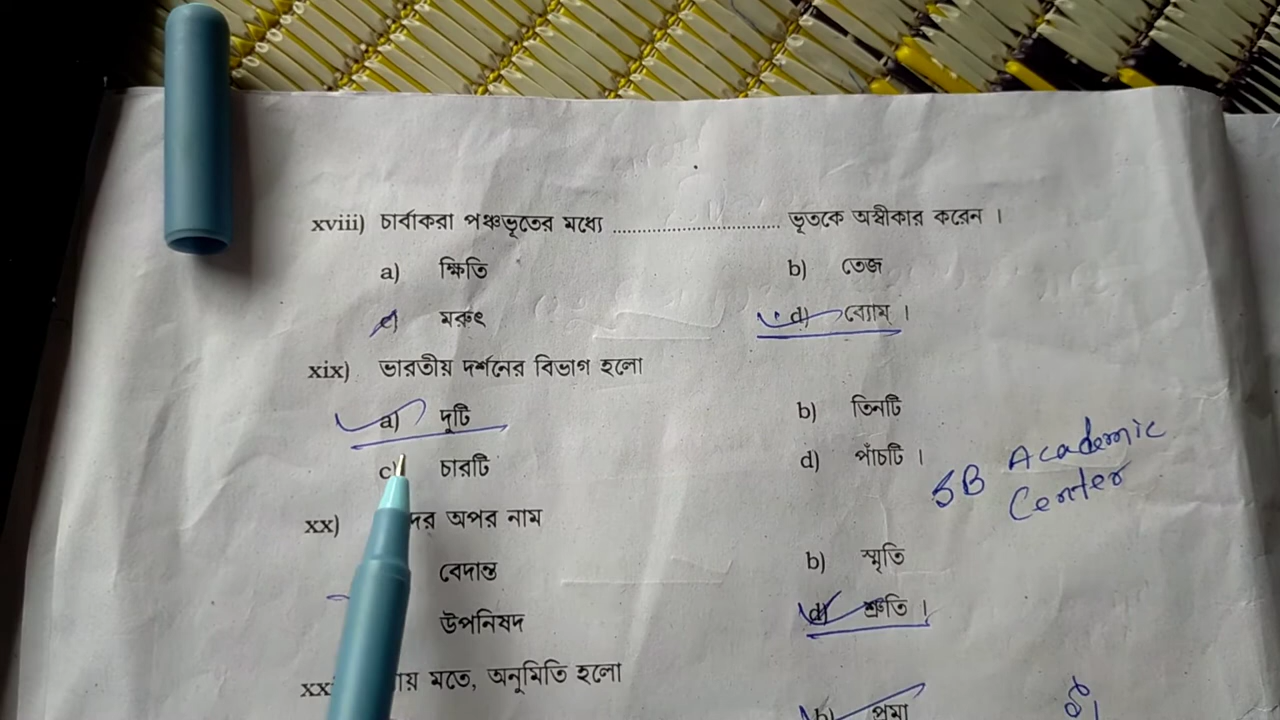 xviii) চার্বাকরা পঞ্চভূতের মধ্যে .............................. ভূতকে অস্বীকার করেন ।
a) ক্ষিতি b) তেজ
c) মরুৎ d) ব্যোম্ ।
xix) ভারতীয় দর্শনের বিভাগ হলো
a) দুটি b) তিনটি
c) চারটি d) পাঁচটি ।
SB Academic
Center
xx) অপর নাম
বেদান্ত b) স্মৃতি
উপনিষদ d) শ্রুতি ।
মতে, অনুমিতি হলো
b) প্রমা